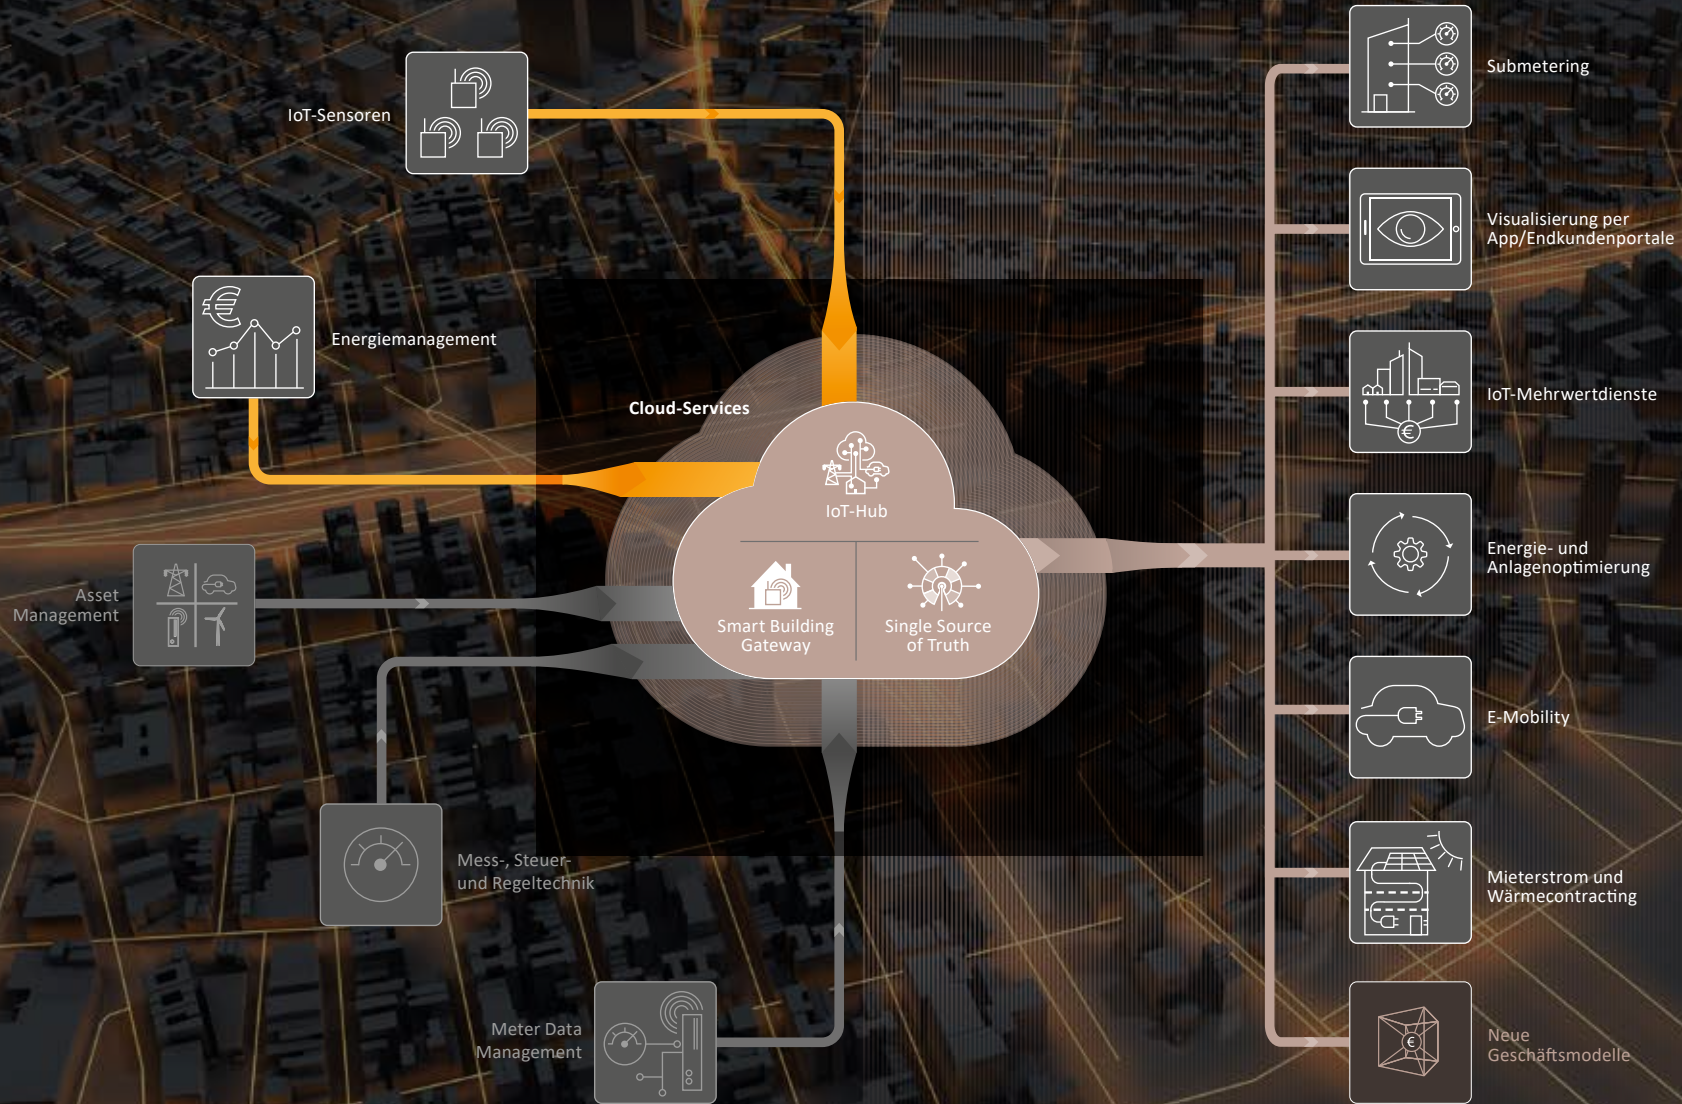 IoT-Sensoren
Energiemanagement
Asset
Management
Mess-, Steuer-
und Regeltechnik
Meter Data
Management
Cloud-Services
IoT-Hub
Smart Building
Gateway
Single Source
of Truth
Submetering
Visualisierung per
App/Endkundenportale
IoT-Mehrwertdienste
Energie- und
Anlagenoptimierung
E-Mobility
Mieterstrom und
Wärmecontracting
Neue
Geschäftsmodelle